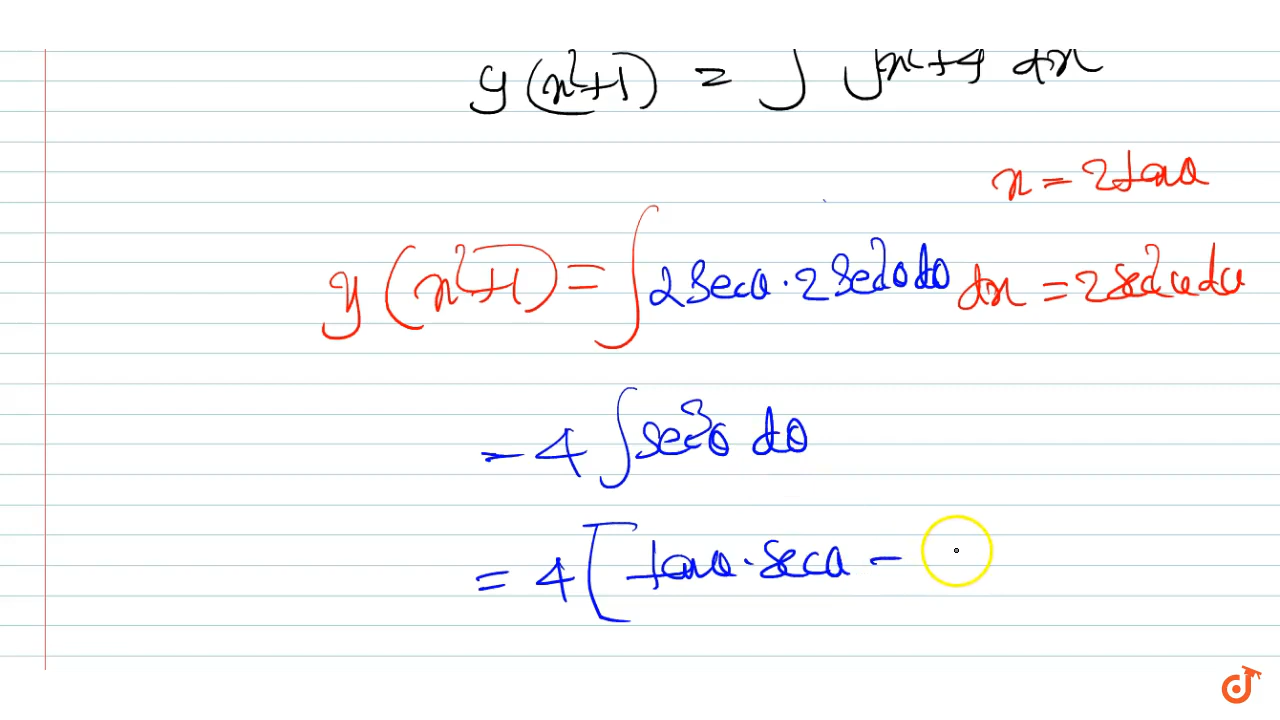 y(x²+1) = ∫ √x²+4 dx
x = 2tanθ
y(x²+1) = ∫ 2secθ · 2sec²θ dθ dx = 2sec²θ dθ
= 4 ∫ sec³θ dθ
= 4 [ tanθ · secθ −